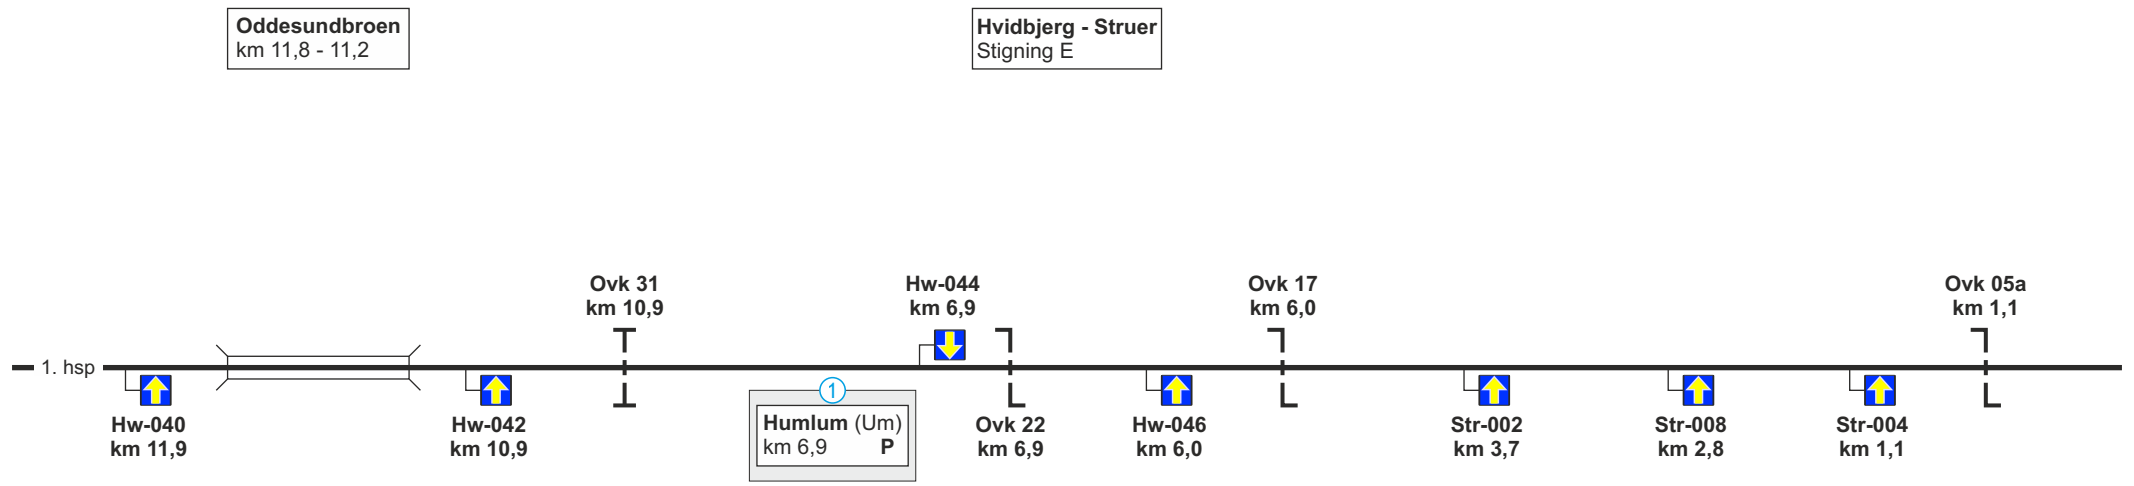 Oddesundbroen
km 11,8 - 11,2
Hvidbjerg - Struer
Stigning E
Ovk 31
km 10,9
Hw-044
km 6,9
Ovk 17
km 6,0
Ovk 05a
km 1,1
1. hsp
Hw-040
km 11,9
Hw-042
km 10,9
1
Humlum (Um)
km 6,9 P
Ovk 22
km 6,9
Hw-046
km 6,0
Str-002
km 3,7
Str-008
km 2,8
Str-004
km 1,1